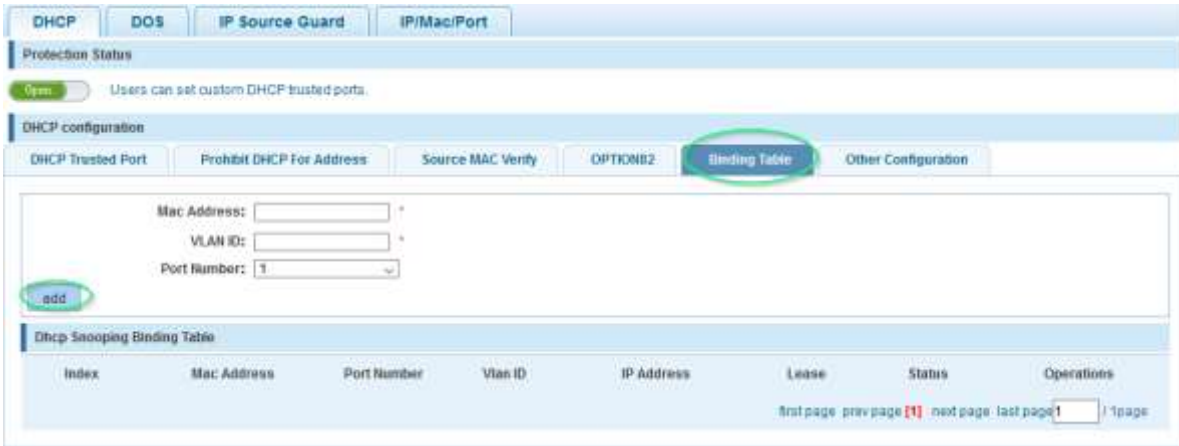 DHCP DOS IP Source Guard IP/Mac/Port
Protection Status
Open Users can set custom DHCP trusted ports.
DHCP configuration
DHCP Trusted Port Prohibit DHCP For Address Source MAC Verify OPTION82 Binding Table Other Configuration
Mac Address: *
VLAN ID: *
Port Number: 1
add
Dhcp Snooping Binding Table
Index Mac Address Port Number Vlan ID IP Address Lease Status Operations
first page prev page [1] next page last page 1 / 1page